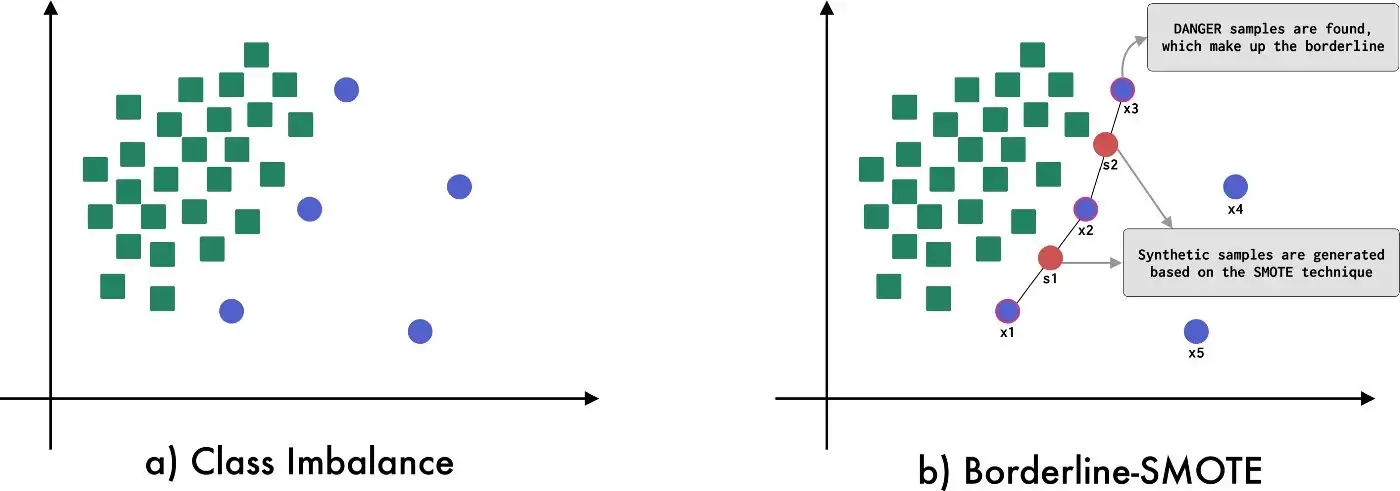 DANGER samples are found,
which make up the borderline
x3
s2
x4
x2
Synthetic samples are generated
based on the SMOTE technique
s1
x1
x5
a) Class Imbalance
b) Borderline-SMOTE